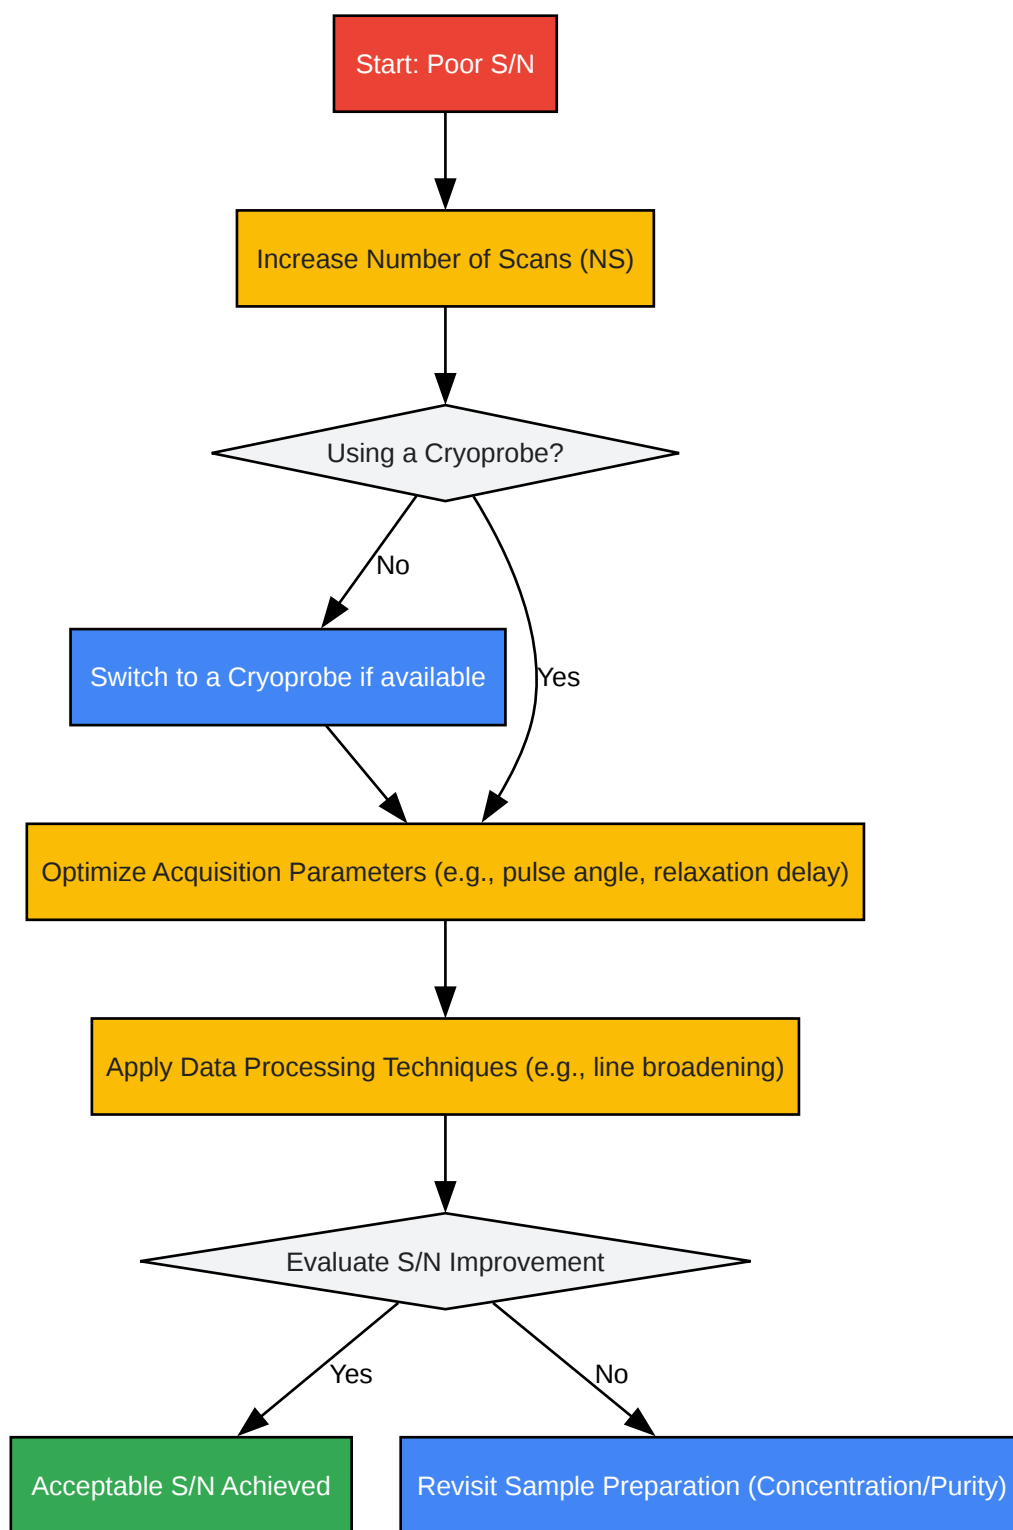 Start: Poor S/N
Increase Number of Scans (NS)
Using a Cryoprobe?
No
Switch to a Cryoprobe if available
Yes
Optimize Acquisition Parameters (e.g., pulse angle, relaxation delay)
Apply Data Processing Techniques (e.g., line broadening)
Evaluate S/N Improvement
Yes
No
Acceptable S/N Achieved
Revisit Sample Preparation (Concentration/Purity)